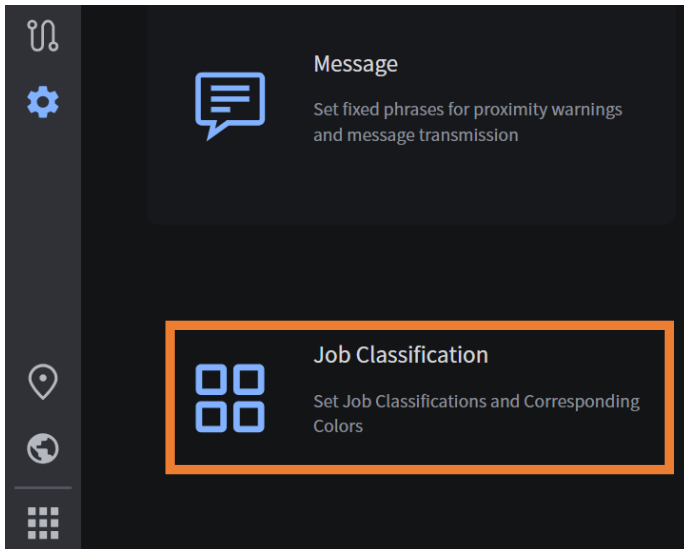 Message
Set fixed phrases for proximity warnings
and message transmission
Job Classification
Set Job Classifications and Corresponding
Colors